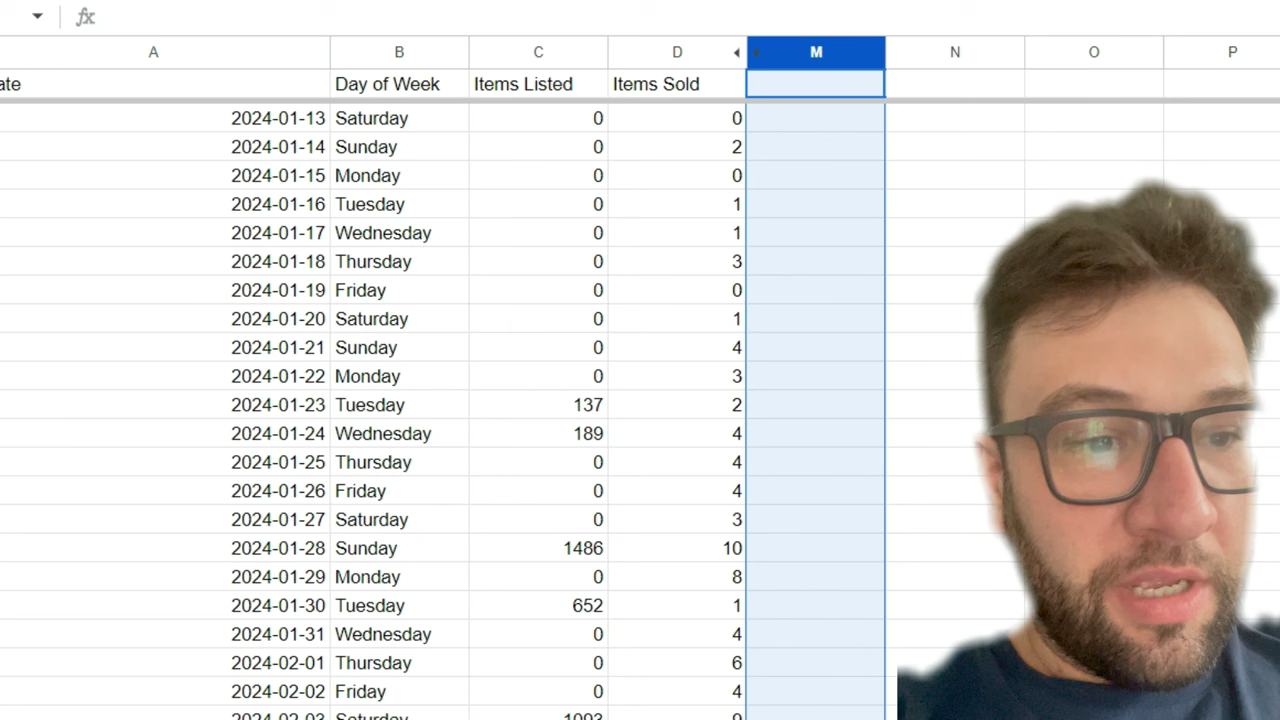 fx
A B C D M N O P
ate Day of Week Items Listed Items Sold
2024-01-13 Saturday 0 0
2024-01-14 Sunday 0 2
2024-01-15 Monday 0 0
2024-01-16 Tuesday 0 1
2024-01-17 Wednesday 0 1
2024-01-18 Thursday 0 3
2024-01-19 Friday 0 0
2024-01-20 Saturday 0 1
2024-01-21 Sunday 0 4
2024-01-22 Monday 0 3
2024-01-23 Tuesday 137 2
2024-01-24 Wednesday 189 4
2024-01-25 Thursday 0 4
2024-01-26 Friday 0 4
2024-01-27 Saturday 0 3
2024-01-28 Sunday 1486 10
2024-01-29 Monday 0 8
2024-01-30 Tuesday 652 1
2024-01-31 Wednesday 0 4
2024-02-01 Thursday 0 6
2024-02-02 Friday 0 4
2024-02-03 Saturday 1093 9